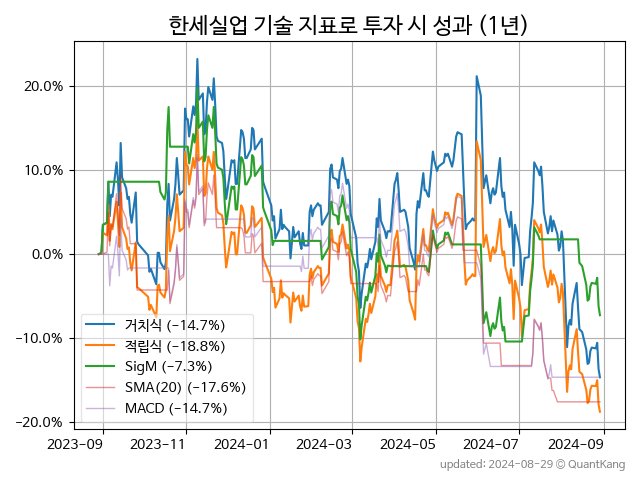 한세실업 기술 지표로 투자 시 성과 (1년)
20.0%
10.0%
0.0%
−10.0%
−20.0%
거치식 (−14.7%)
적립식 (−18.8%)
SigM (−7.3%)
SMA(20) (−17.6%)
MACD (−14.7%)
2023-09
2023-11
2024-01
2024-03
2024-05
2024-07
2024-09
updated: 2024-08-29 © QuantKang